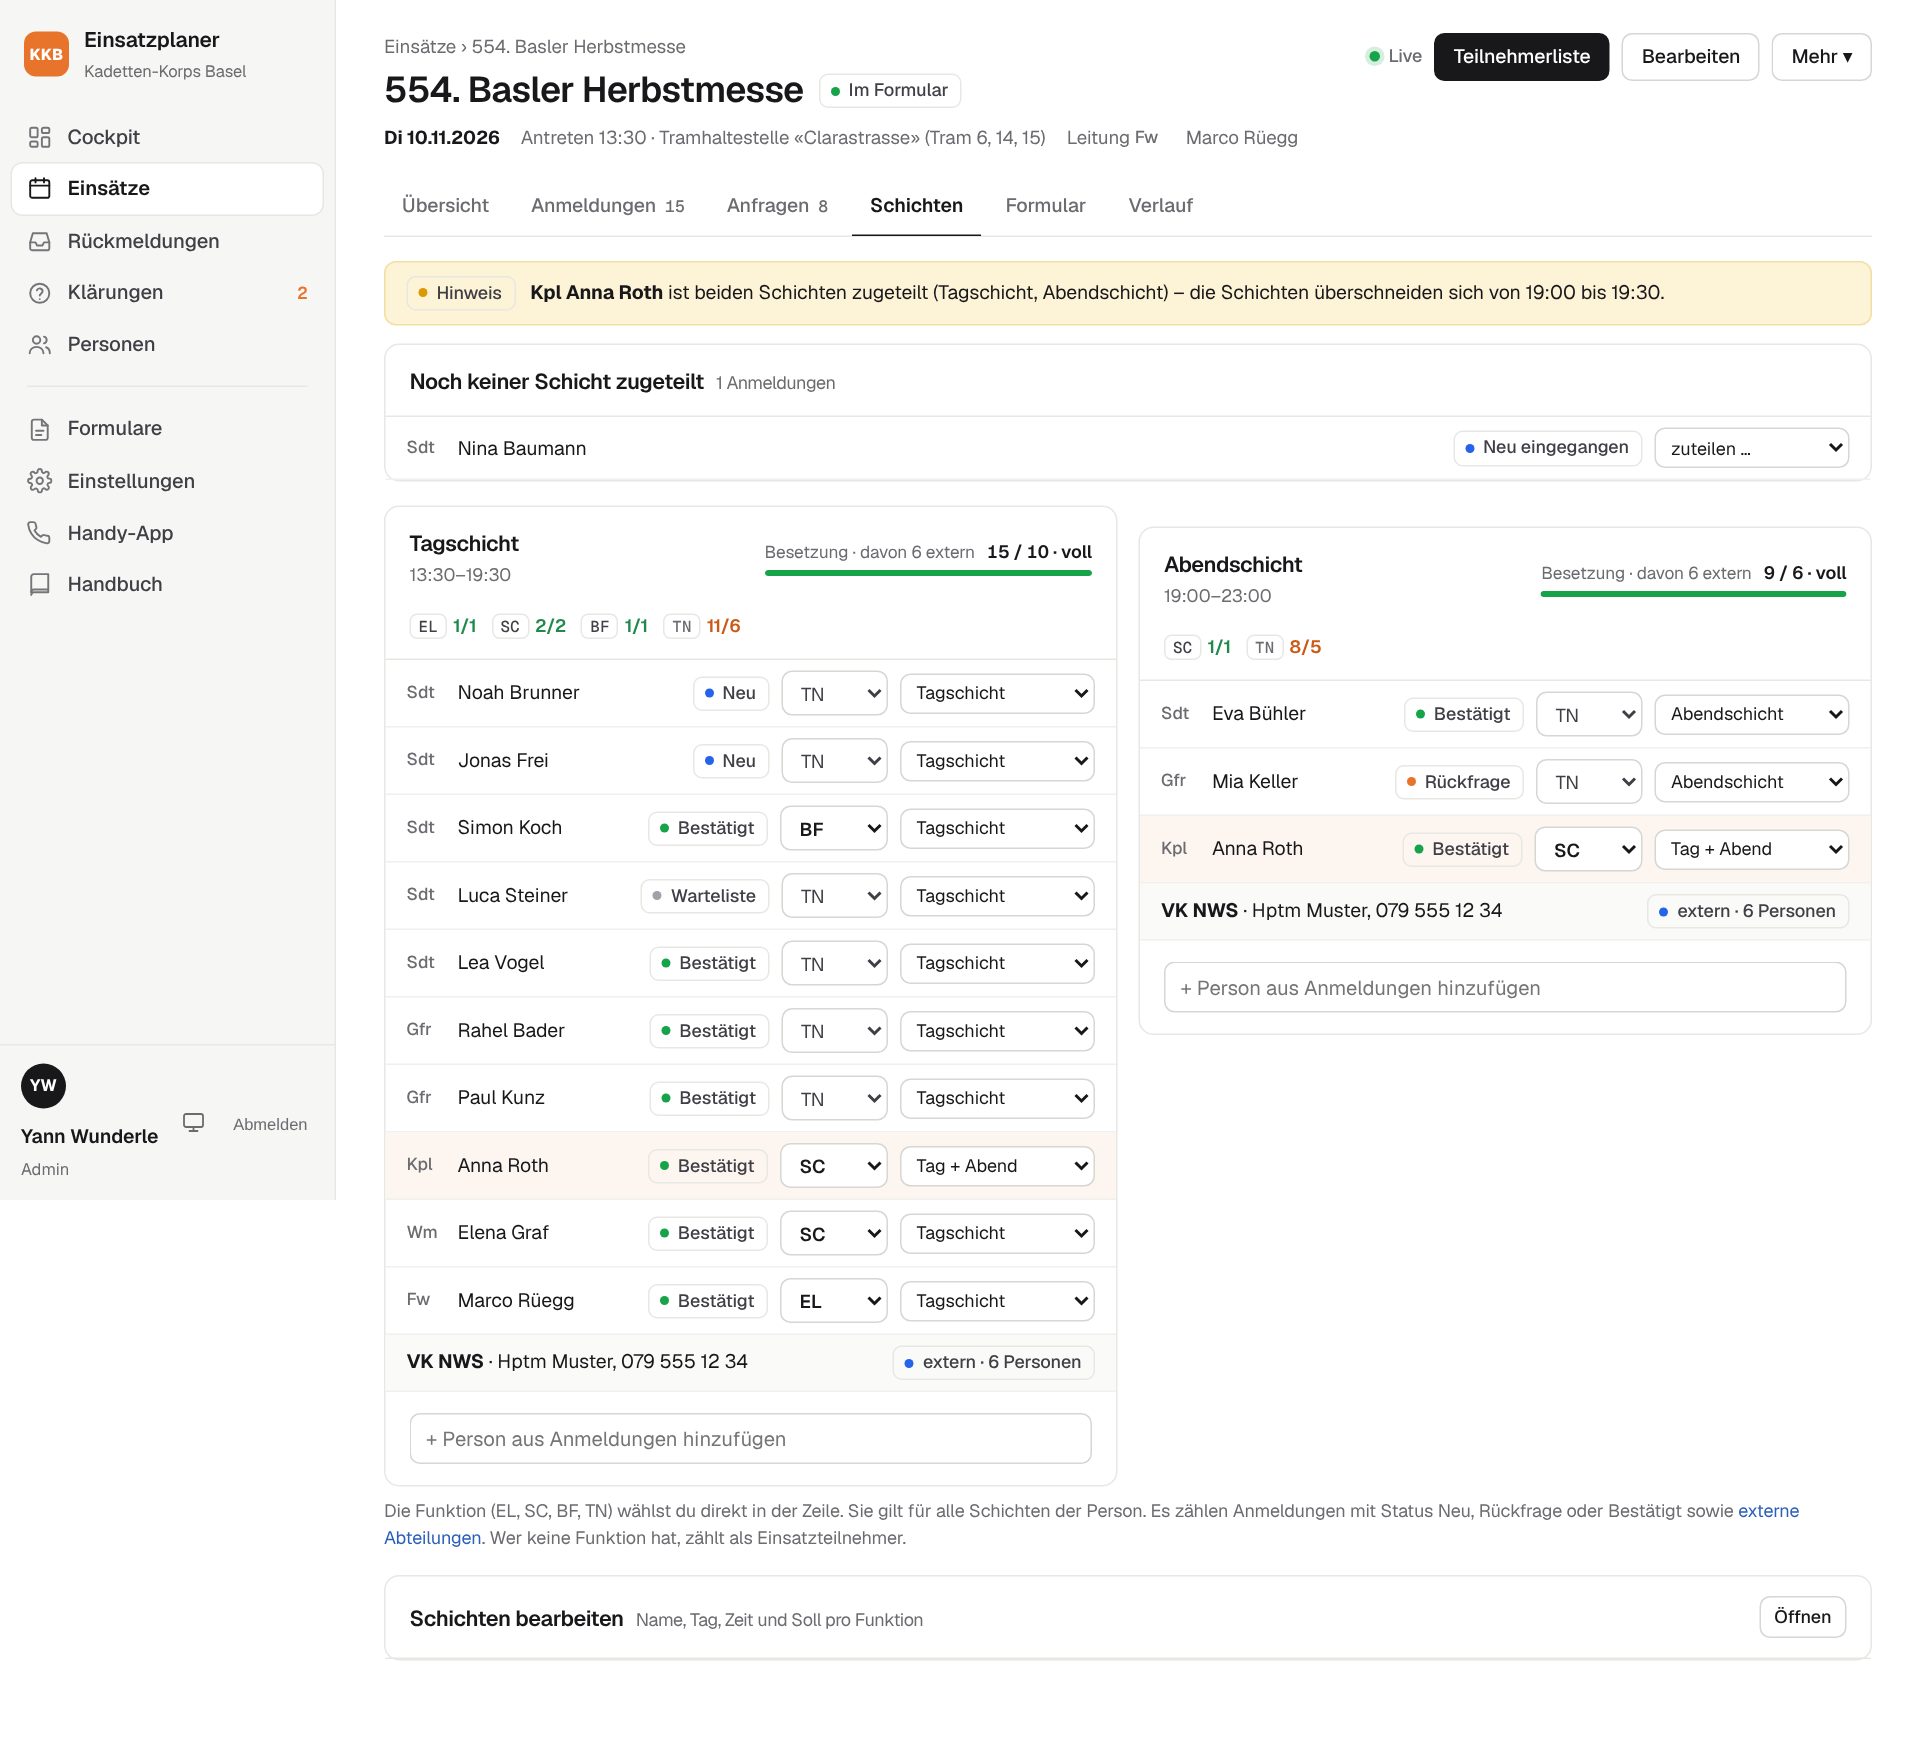 KKB
Einsatzplaner
Kadetten-Korps Basel
Cockpit
Einsätze
Rückmeldungen
Klärungen 2
Personen
Formulare
Einstellungen
Handy-App
Handbuch
YW
Yann Wunderle
Admin
Abmelden
Einsätze › 554. Basler Herbstmesse
554. Basler Herbstmesse Im Formular
Live Teilnehmerliste Bearbeiten Mehr ▾
Di 10.11.2026 Antreten 13:30 · Tramhaltestelle «Clarastrasse» (Tram 6, 14, 15) Leitung Fw Marco Rüegg
Übersicht Anmeldungen 15 Anfragen 8 Schichten Formular Verlauf
Hinweis Kpl Anna Roth ist beiden Schichten zugeteilt (Tagschicht, Abendschicht) – die Schichten überschneiden sich von 19:00 bis 19:30.
Noch keiner Schicht zugeteilt 1 Anmeldungen
Sdt Nina Baumann Neu eingegangen zuteilen ...
Tagschicht
13:30–19:30
Besetzung · davon 6 extern 15 / 10 · voll
EL 1/1 SC 2/2 BF 1/1 TN 11/6
Sdt Noah Brunner Neu TN Tagschicht
Sdt Jonas Frei Neu TN Tagschicht
Sdt Simon Koch Bestätigt BF Tagschicht
Sdt Luca Steiner Warteliste TN Tagschicht
Sdt Lea Vogel Bestätigt TN Tagschicht
Gfr Rahel Bader Bestätigt TN Tagschicht
Gfr Paul Kunz Bestätigt TN Tagschicht
Kpl Anna Roth Bestätigt SC Tag + Abend
Wm Elena Graf Bestätigt SC Tagschicht
Fw Marco Rüegg Bestätigt EL Tagschicht
VK NWS · Hptm Muster, 079 555 12 34 extern · 6 Personen
+ Person aus Anmeldungen hinzufügen
Abendschicht
19:00–23:00
Besetzung · davon 6 extern 9 / 6 · voll
SC 1/1 TN 8/5
Sdt Eva Bühler Bestätigt TN Abendschicht
Gfr Mia Keller Rückfrage TN Abendschicht
Kpl Anna Roth Bestätigt SC Tag + Abend
VK NWS · Hptm Muster, 079 555 12 34 extern · 6 Personen
+ Person aus Anmeldungen hinzufügen
Die Funktion (EL, SC, BF, TN) wählst du direkt in der Zeile. Sie gilt für alle Schichten der Person. Es zählen Anmeldungen mit Status Neu, Rückfrage oder Bestätigt sowie externe
Abteilungen. Wer keine Funktion hat, zählt als Einsatzteilnehmer.
Schichten bearbeiten Name, Tag, Zeit und Soll pro Funktion Öffnen